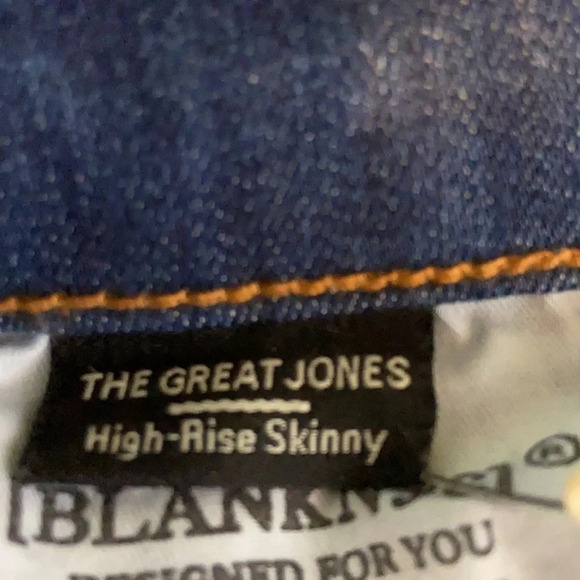 THE GREAT JONES
High-Rise Skinny
[BLANKNYC] ®
DESIGNED FOR YOU